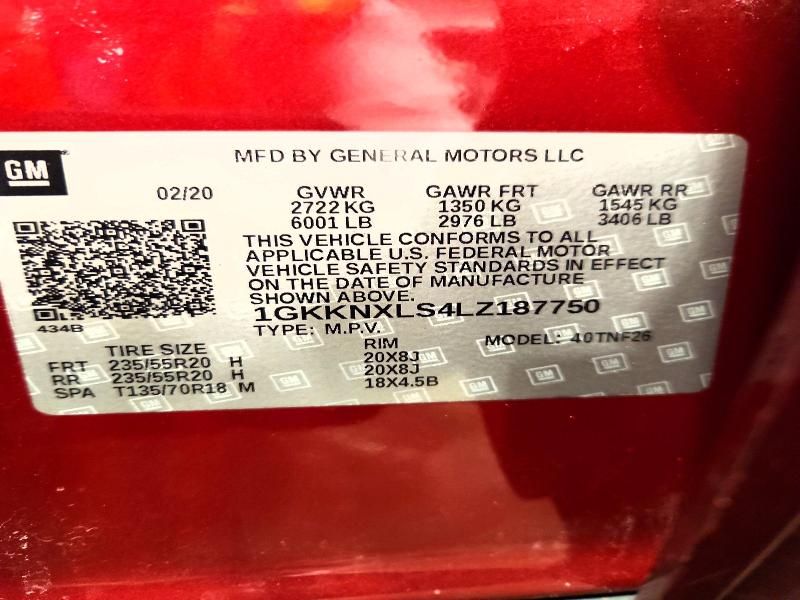 GM
MFD BY GENERAL MOTORS LLC
02/20 GVWR GAWR FRT GAWR RR
2722 KG 1350 KG 1545 KG
6001 LB 2976 LB 3406 LB
THIS VEHICLE CONFORMS TO ALL
APPLICABLE U.S. FEDERAL MOTOR
VEHICLE SAFETY STANDARDS IN EFFECT
ON THE DATE OF MANUFACTURE
SHOWN ABOVE.
1GKKNXLS4LZ187750
434B TYPE: M.P.V. MODEL: 40TNF26
TIRE SIZE RIM
FRT 235/55R20 H 20X8J
RR 235/55R20 H 20X8J
SPA T135/70R18 M 18X4.5B